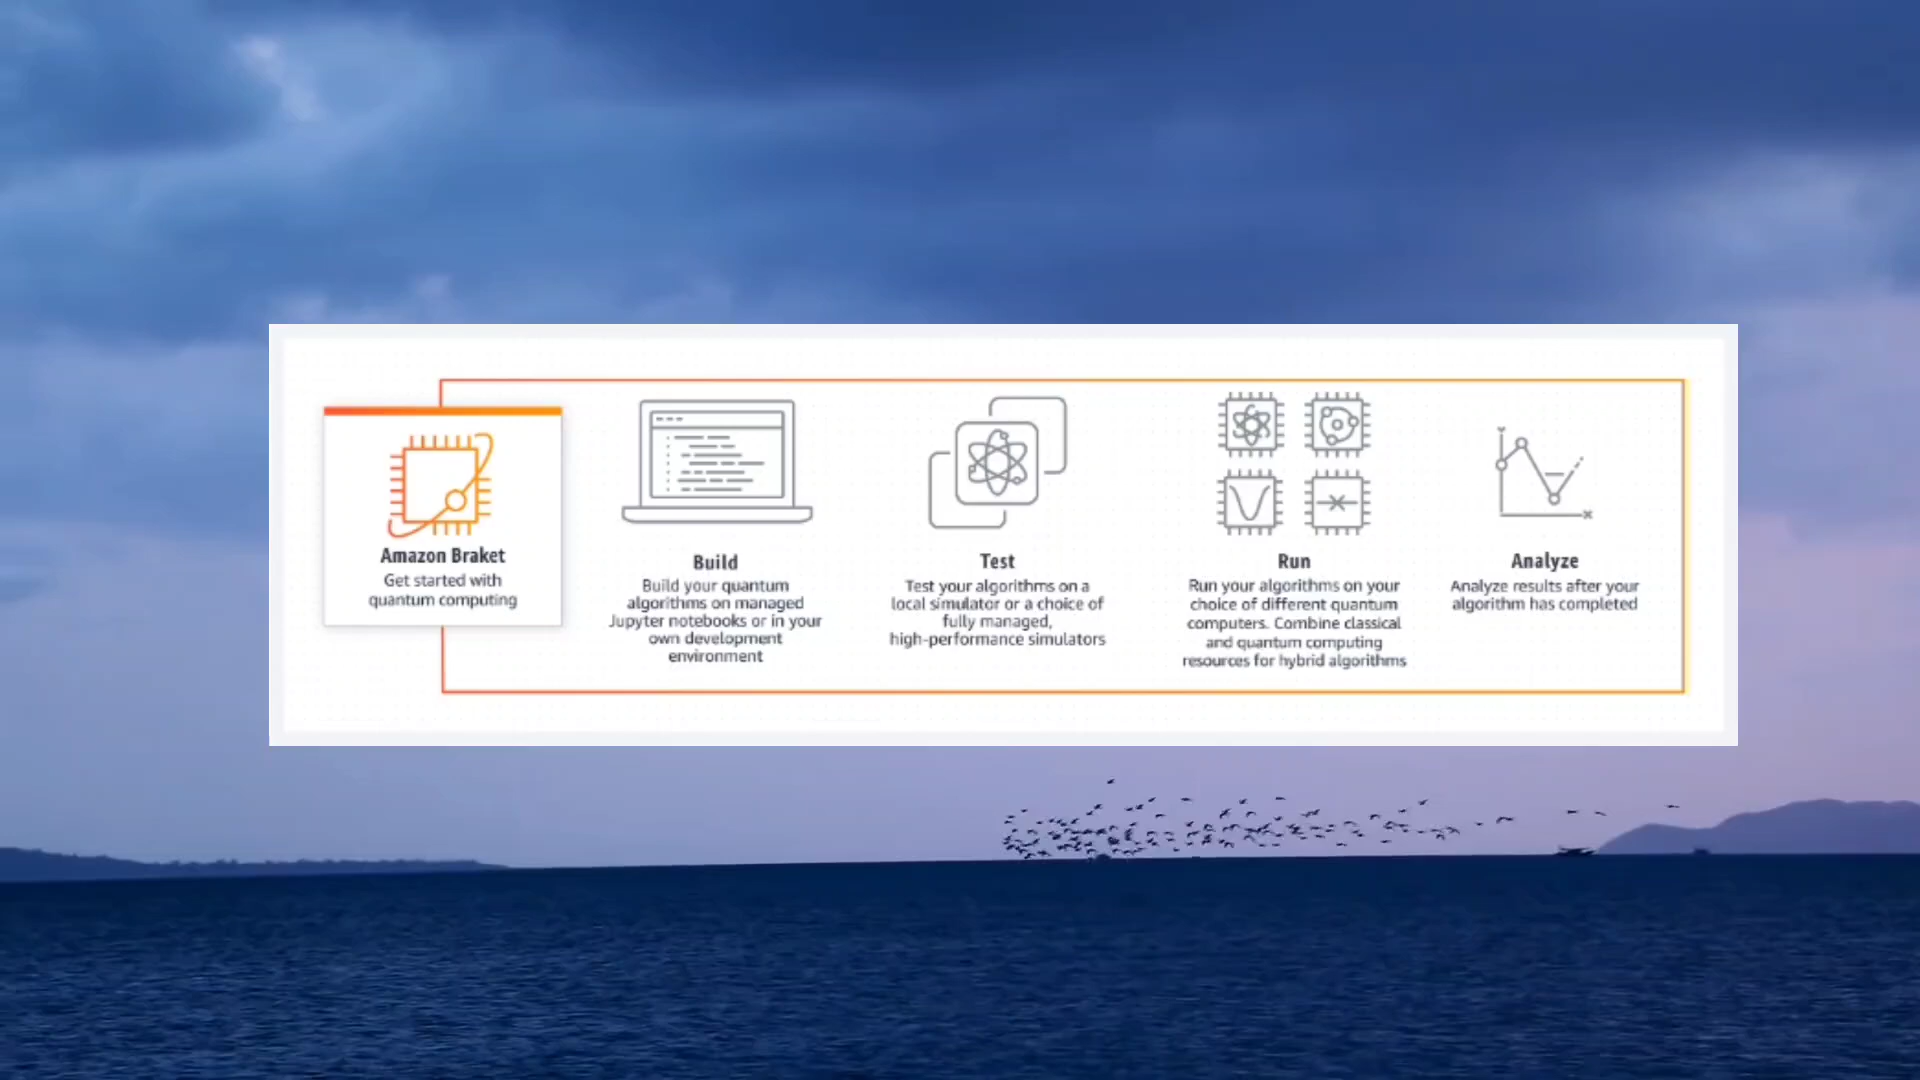 Amazon Braket
Get started with
quantum computing
Build
Build your quantum
algorithms on managed
Jupyter notebooks or in your
own development
environment
Test
Test your algorithms on a
local simulator or a choice of
fully managed,
high-performance simulators
Run
Run your algorithms on your
choice of different quantum
computers. Combine classical
and quantum computing
resources for hybrid algorithms
Analyze
Analyze results after your
algorithm has completed